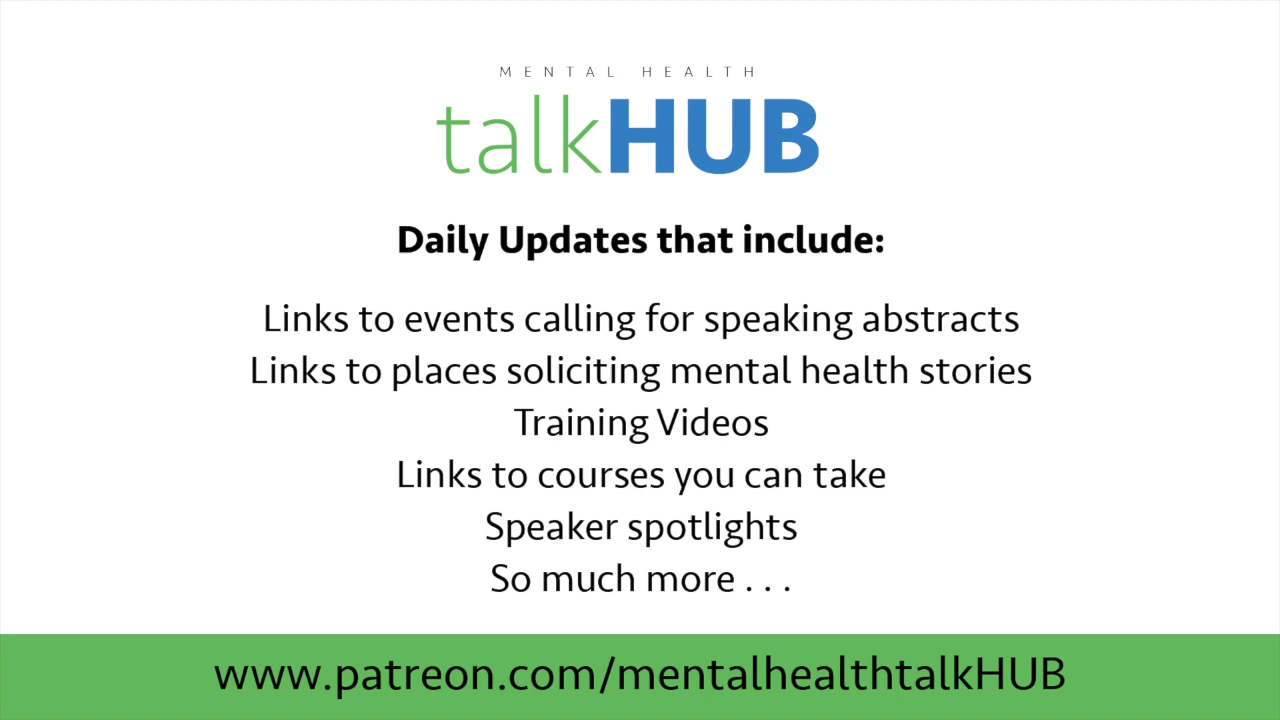 MENTAL HEALTH
talkHUB
Daily Updates that include:
Links to events calling for speaking abstracts
Links to places soliciting mental health stories
Training Videos
Links to courses you can take
Speaker spotlights
So much more . . .
www.patreon.com/mentalhealthtalkHUB